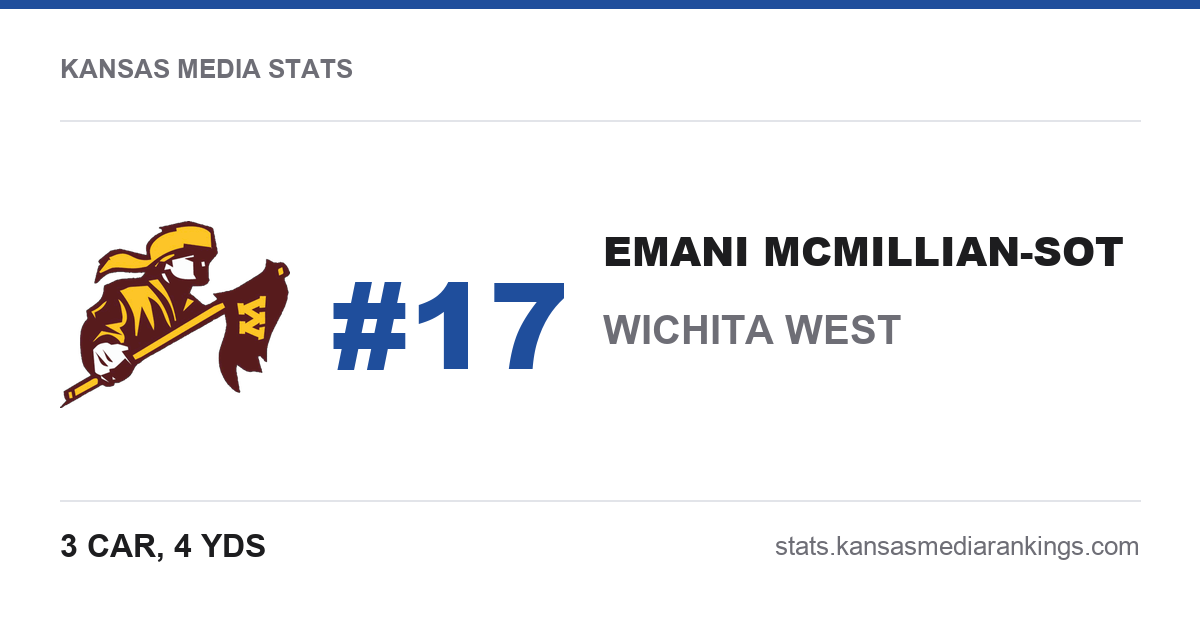 KANSAS MEDIA STATS
W
#17
EMANI MCMILLIAN-SOT
WICHITA WEST
3 CAR, 4 YDS
stats.kansasmediarankings.com